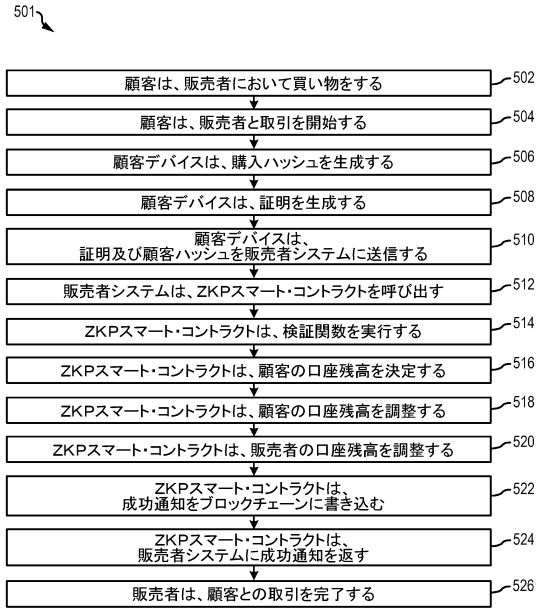 501
顧客は、販売者において買い物をする
502
顧客は、販売者と取引を開始する
504
顧客デバイスは、購入ハッシュを生成する
506
顧客デバイスは、証明を生成する
508
顧客デバイスは、
証明及び顧客ハッシュを販売者システムに送信する
510
販売者システムは、ZKPスマート・コントラクトを呼び出す
512
ZKPスマート・コントラクトは、検証関数を実行する
514
ZKPスマート・コントラクトは、顧客の口座残高を決定する
516
ZKPスマート・コントラクトは、顧客の口座残高を調整する
518
ZKPスマート・コントラクトは、販売者の口座残高を調整する
520
ZKPスマート・コントラクトは、
成功通知をブロックチェーンに書き込む
522
ZKPスマート・コントラクトは、
販売者システムに成功通知を返す
524
販売者は、顧客との取引を完了する
526